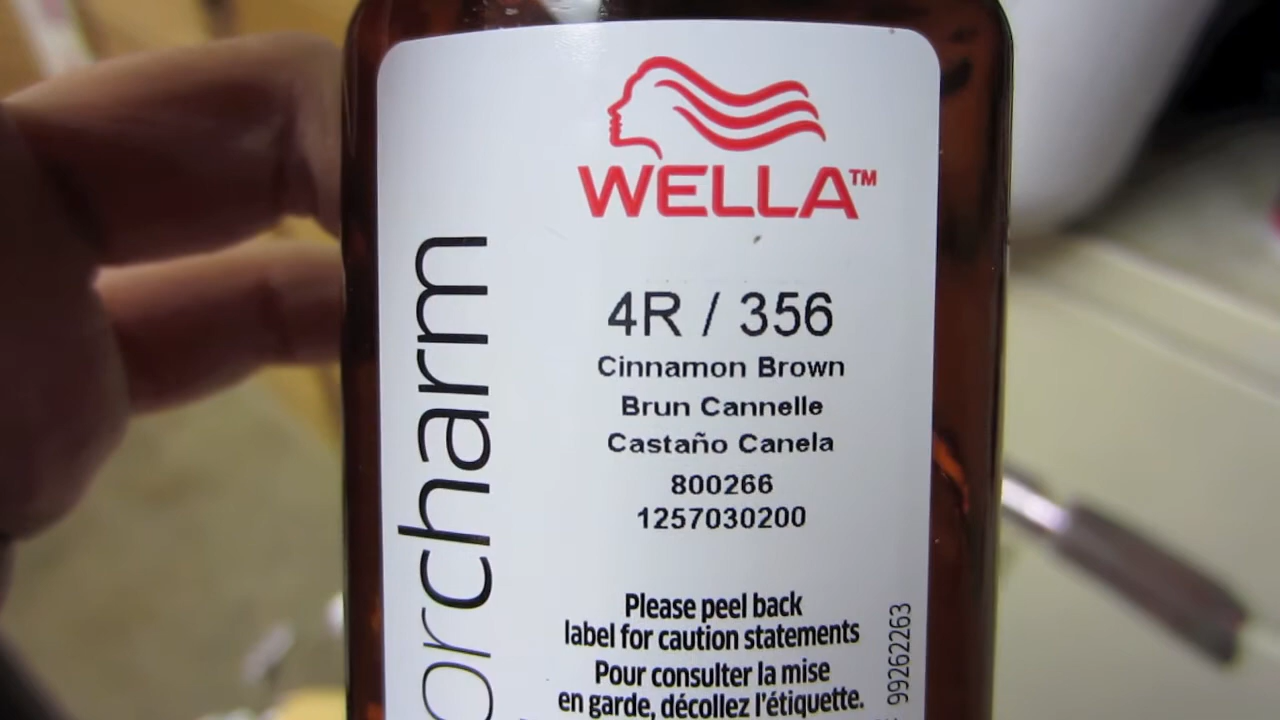 WELLA™
4R / 356
Cinnamon Brown
Brun Cannelle
Castaño Canela
800266
1257030200
Please peel back
label for caution statements
Pour consulter la mise
en garde, décollez l'étiquette.
orcharm
99262263